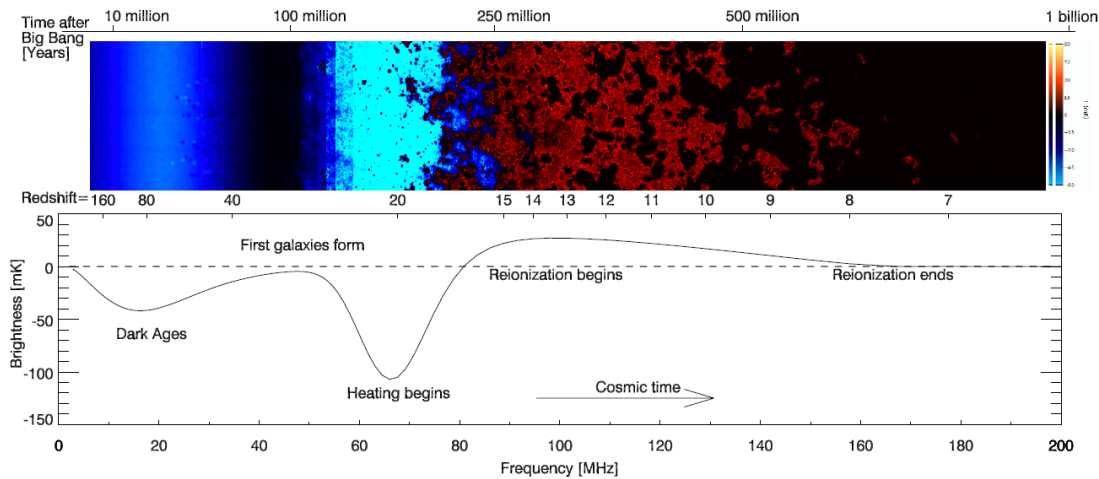 Time after
Big Bang
[Years]
10 million 100 million 250 million 500 million 1 billion
Redshift= 160 80 40 20 15 14 13 12 11 10 9 8 7
50
0
-50
-100
-150
Brightness [mK]
First galaxies form
Reionization begins
Reionization ends
Dark Ages
Heating begins
Cosmic time
0 20 40 60 80 100 120 140 160 180 200
Frequency [MHz]